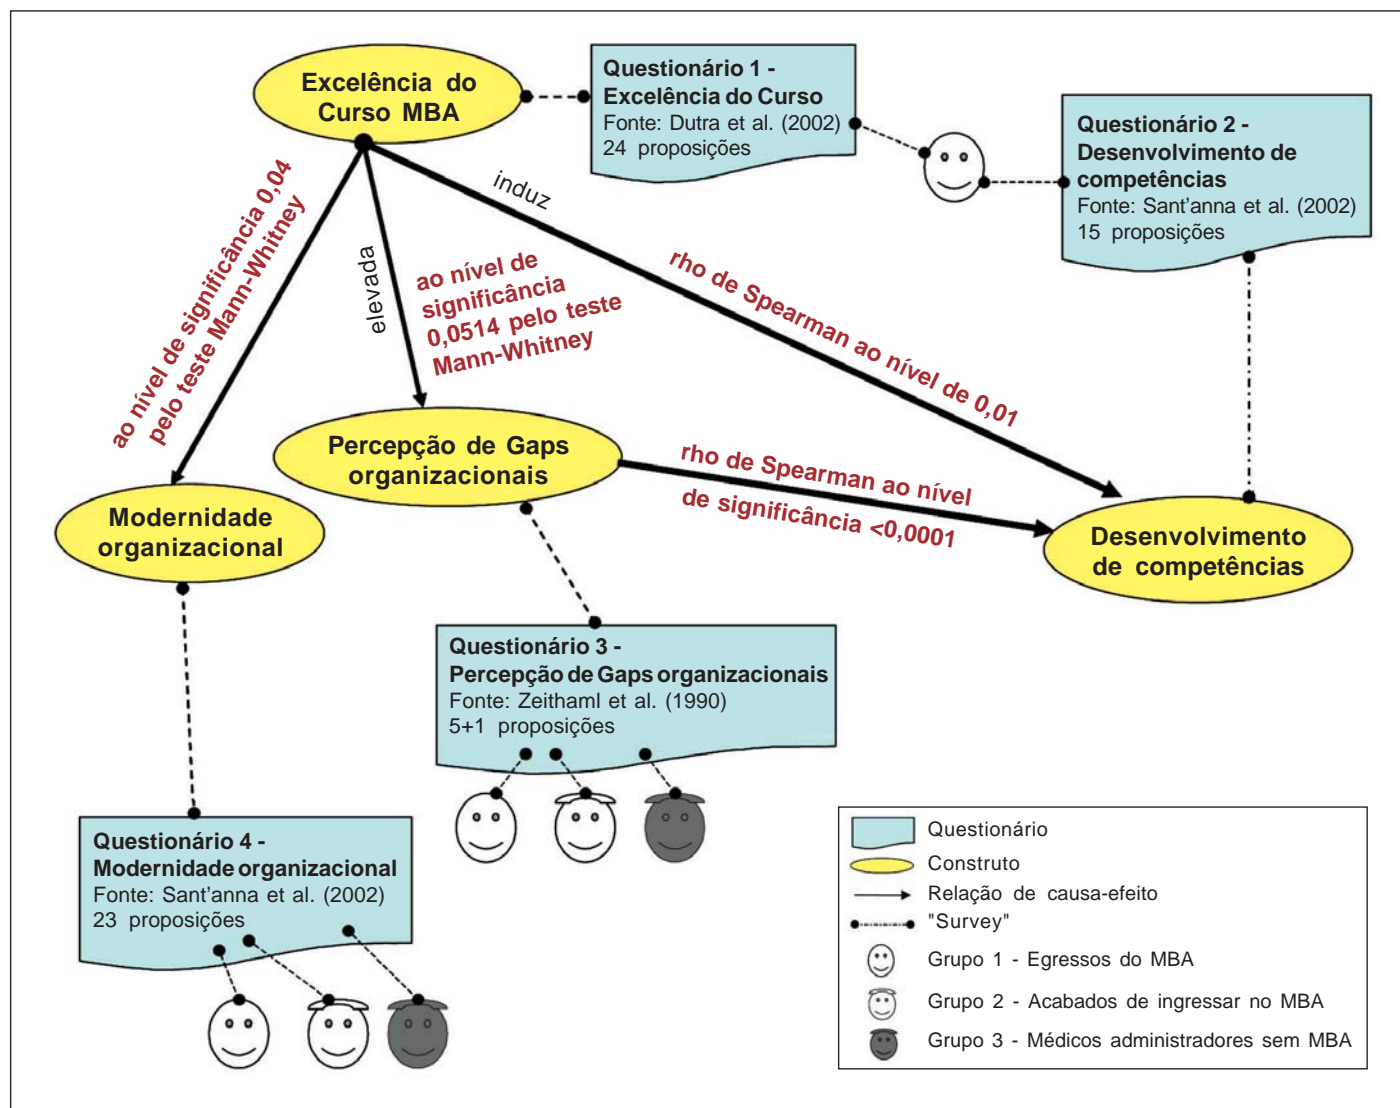 Excelência do
Curso MBA
Questionário 1 -
Excelência do Curso
Fonte: Dutra et al. (2002)
24 proposições
Questionário 2 -
Desenvolvimento de
competências
Fonte: Sant'anna et al. (2002)
15 proposições
ao nível de significância 0,04
pelo teste Mann-Whitney
elevada
ao nível de
significância
0,0514 pelo teste
Mann-Whitney
induz
rho de Spearman ao nível de 0,01
Percepção de Gaps
organizacionais
rho de Spearman ao nível
de significância <0,0001
Modernidade
organizacional
Desenvolvimento
de competências
Questionário 3 -
Percepção de Gaps organizacionais
Fonte: Zeithaml et al. (1990)
5+1 proposições
Questionário 4 -
Modernidade organizacional
Fonte: Sant'anna et al. (2002)
23 proposições
Questionário
Construto
Relação de causa-efeito
"Survey"
Grupo 1 - Egressos do MBA
Grupo 2 - Acabados de ingressar no MBA
Grupo 3 - Médicos administradores sem MBA